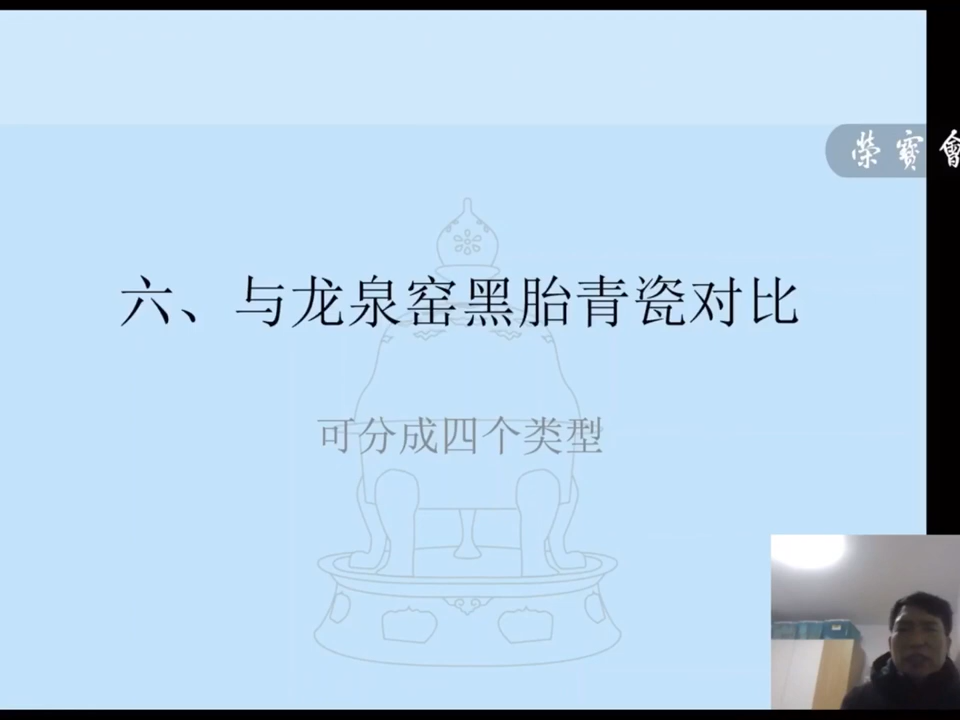 榮寶會
六、与龙泉窑黑胎青瓷对比
可分成四个类型